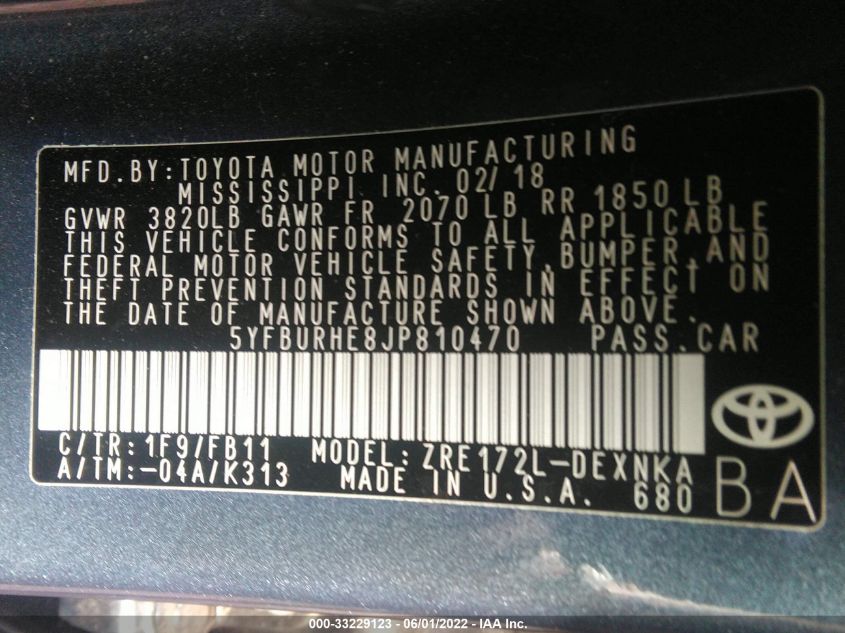 MFD.BY:TOYOTA MOTOR MANUFACTURING
MISSISSIPPI INC. 02/18
GVWR 3820LB GAWR FR 2070 LB RR 1850 LB
THIS VEHICLE CONFORMS TO ALL APPLICABLE
FEDERAL MOTOR VEHICLE SAFETY,BUMPER,AND
THEFT PREVENTION STANDARDS IN EFFECT ON
THE DATE OF MANUFACTURE SHOWN ABOVE.
5YFBURHE8JP810470 PASS.CAR
C/TR:1F9/FB11 MODEL:ZRE172L-DEXNKA
A/TM:-04A/K313 MADE IN U.S.A. 680
BA
000-33229123 - 06/01/2022 - IAA Inc.